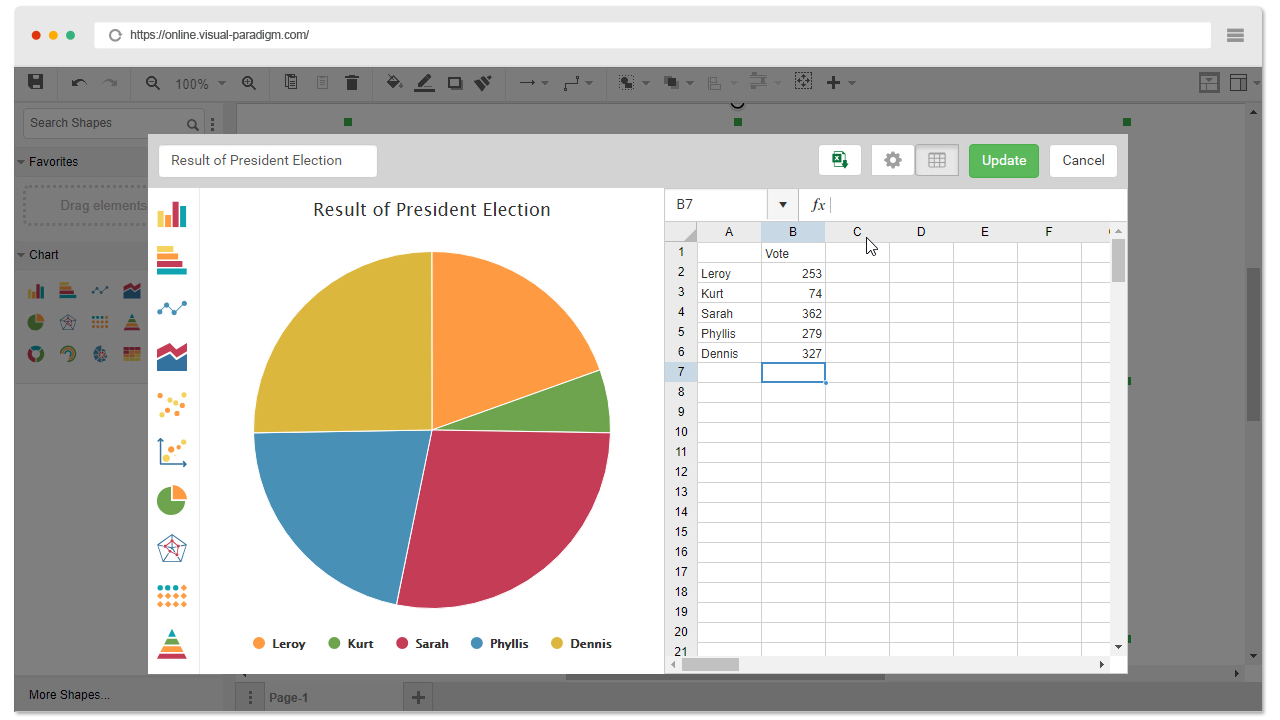 https://online.visual-paradigm.com/
100%
Search Shapes
Favorites
Drag elements
Chart
More Shapes...
Page-1
Result of President Election
Update
Cancel
Result of President Election
Leroy Kurt Sarah Phyllis Dennis
B7 fx
A B C D E F
1 Vote
2 Leroy 253
3 Kurt 74
4 Sarah 362
5 Phyllis 279
6 Dennis 327
7
8
9
10
11
12
13
14
15
16
17
18
19
20
21